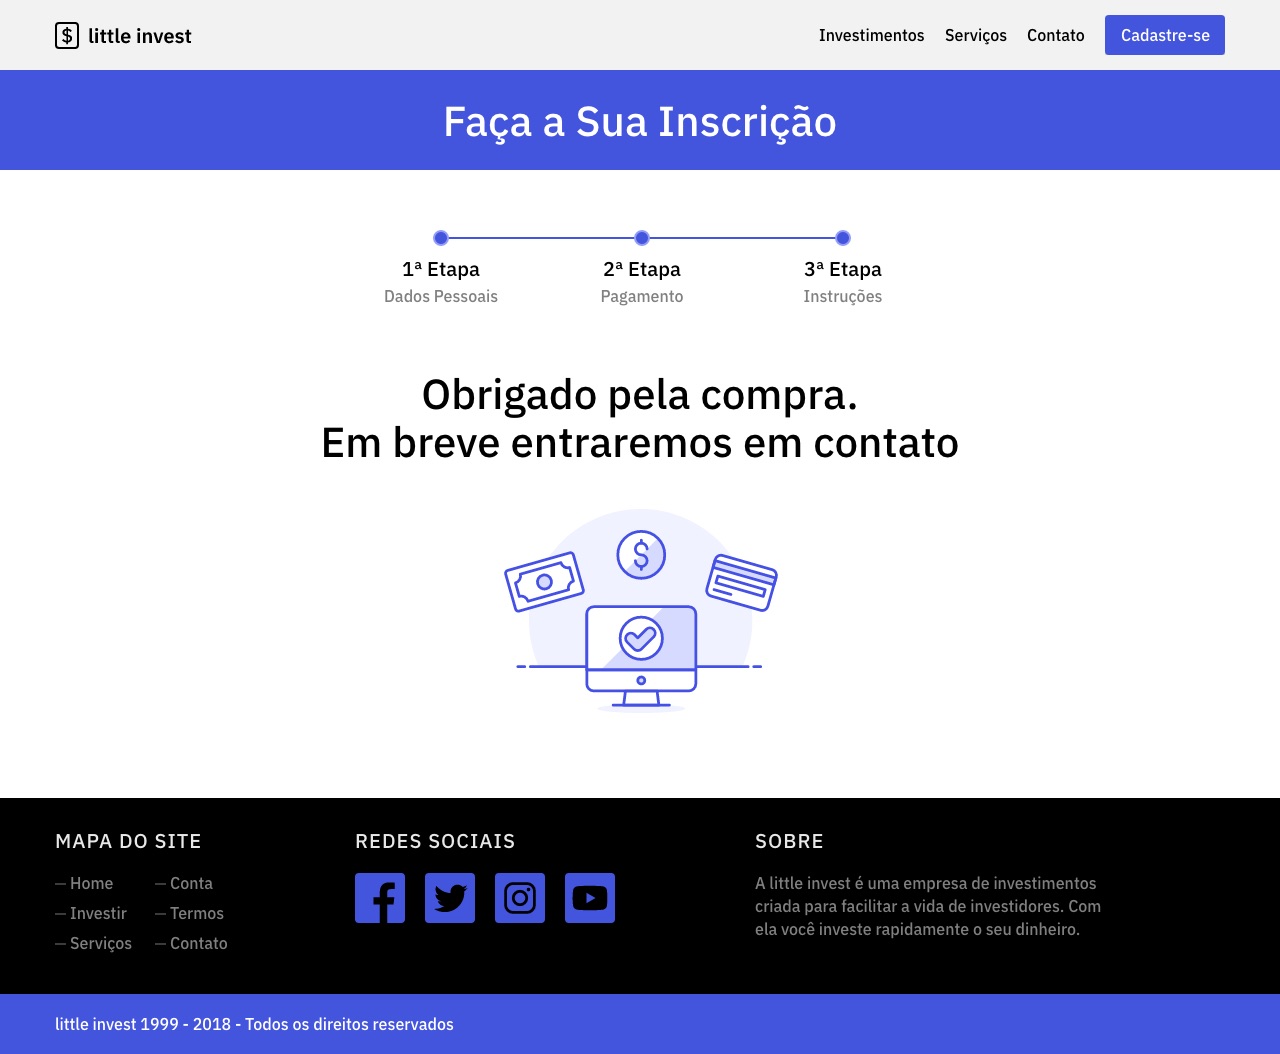 little invest
Investimentos
Serviços
Contato
Cadastre-se
Faça a Sua Inscrição
1ª Etapa
Dados Pessoais
2ª Etapa
Pagamento
3ª Etapa
Instruções
Obrigado pela compra.
Em breve entraremos em contato
MAPA DO SITE
— Home
— Investir
— Serviços
— Conta
— Termos
— Contato
REDES SOCIAIS
SOBRE
A little invest é uma empresa de investimentos
criada para facilitar a vida de investidores. Com
ela você investe rapidamente o seu dinheiro.
little invest 1999 - 2018 - Todos os direitos reservados